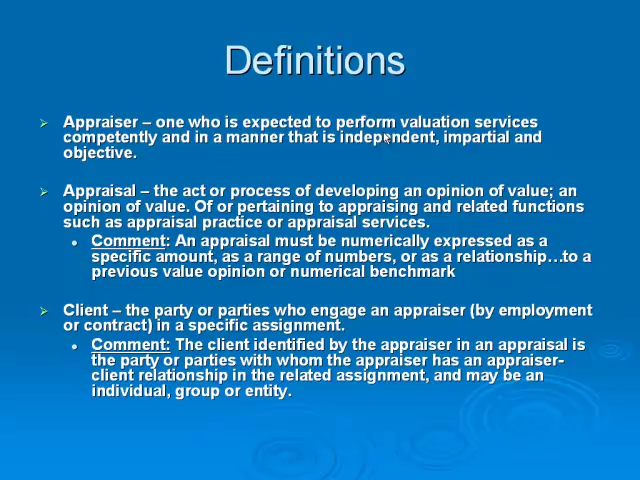 Definitions
Appraiser – one who is expected to perform valuation services
competently and in a manner that is independent, impartial and
objective.
Appraisal – the act or process of developing an opinion of value; an
opinion of value. Of or pertaining to appraising and related functions
such as appraisal practice or appraisal services.
Comment: An appraisal must be numerically expressed as a
specific amount, as a range of numbers, or as a relationship…to a
previous value opinion or numerical benchmark
Client – the party or parties who engage an appraiser (by employment
or contract) in a specific assignment.
Comment: The client identified by the appraiser in an appraisal is
the party or parties with whom the appraiser has an appraiser-
client relationship in the related assignment, and may be an
individual, group or entity.